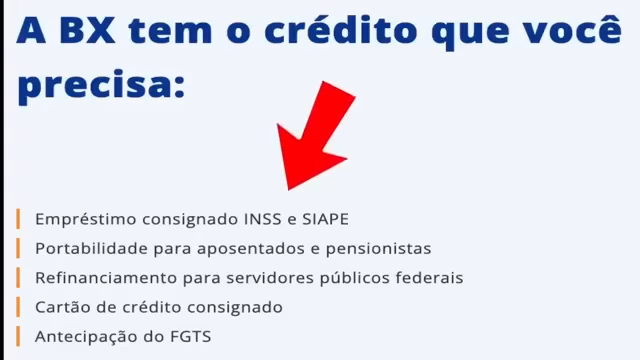 A BX tem o crédito que você
precisa:
Empréstimo consignado INSS e SIAPE
Portabilidade para aposentados e pensionistas
Refinanciamento para servidores públicos federais
Cartão de crédito consignado
Antecipação do FGTS